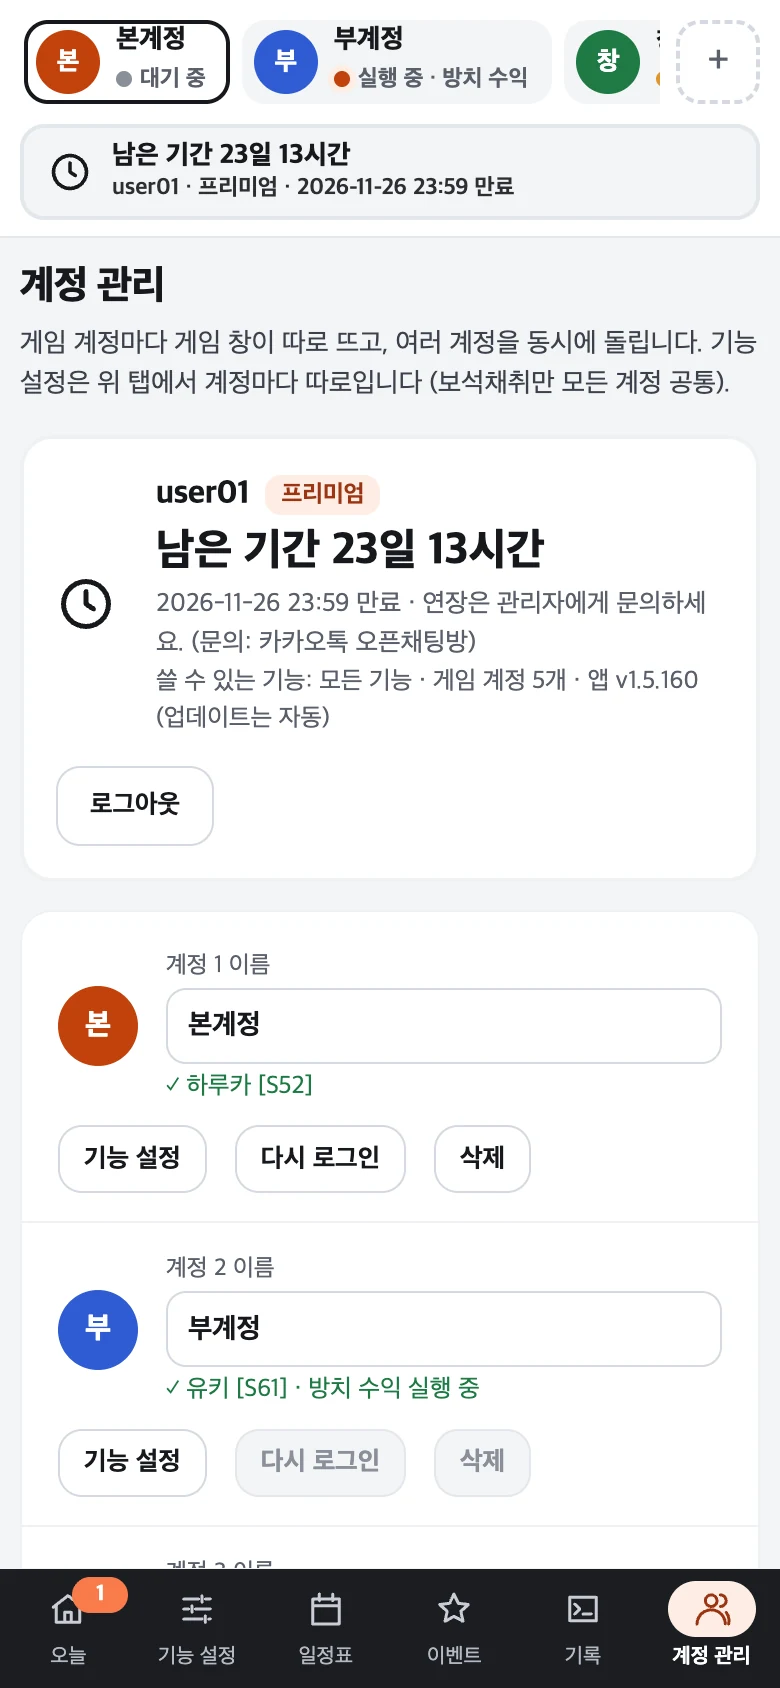 본
본계정
대기 중
부
부계정
실행 중 · 방치 수익
창
+
남은 기간 23일 13시간
user01 · 프리미엄 · 2026-11-26 23:59 만료
계정 관리
게임 계정마다 게임 창이 따로 뜨고, 여러 계정을 동시에 돌립니다. 기능
설정은 위 탭에서 계정마다 따로입니다 (보석채취만 모든 계정 공통).
user01 프리미엄
남은 기간 23일 13시간
2026-11-26 23:59 만료 · 연장은 관리자에게 문의하세
요. (문의: 카카오톡 오픈채팅방)
쓸 수 있는 기능: 모든 기능 · 게임 계정 5개 · 앱 v1.5.160
(업데이트는 자동)
로그아웃
계정 1 이름
본
본계정
✓ 하루카 [S52]
기능 설정 다시 로그인 삭제
계정 2 이름
부
부계정
✓ 유키 [S61] · 방치 수익 실행 중
기능 설정 다시 로그인 삭제
1
오늘 기능 설정 일정표 이벤트 기록 계정 관리